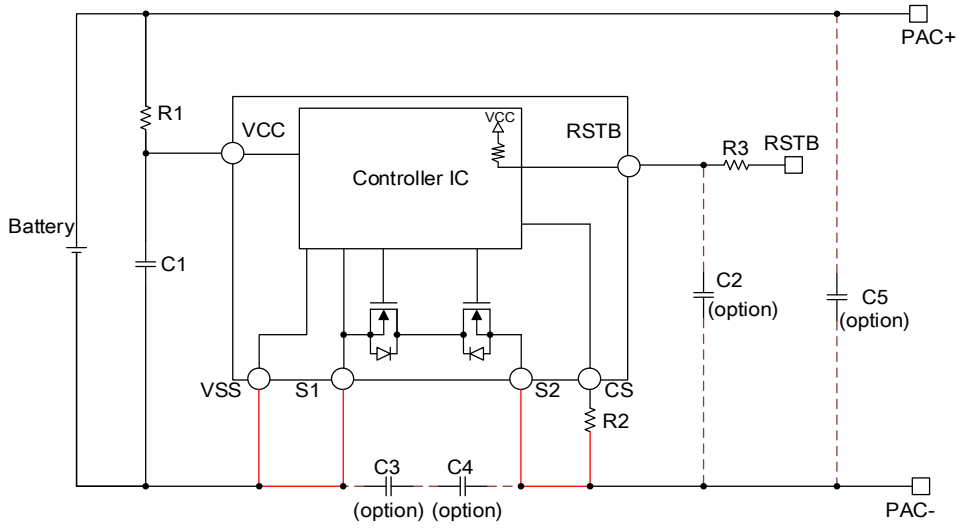 PAC+
R1
VCC
VCC
RSTB
R3
RSTB
Controller IC
Battery
C1
C2
(option)
C5
(option)
VSS
S1
S2
CS
R2
C3
(option)
C4
(option)
PAC-